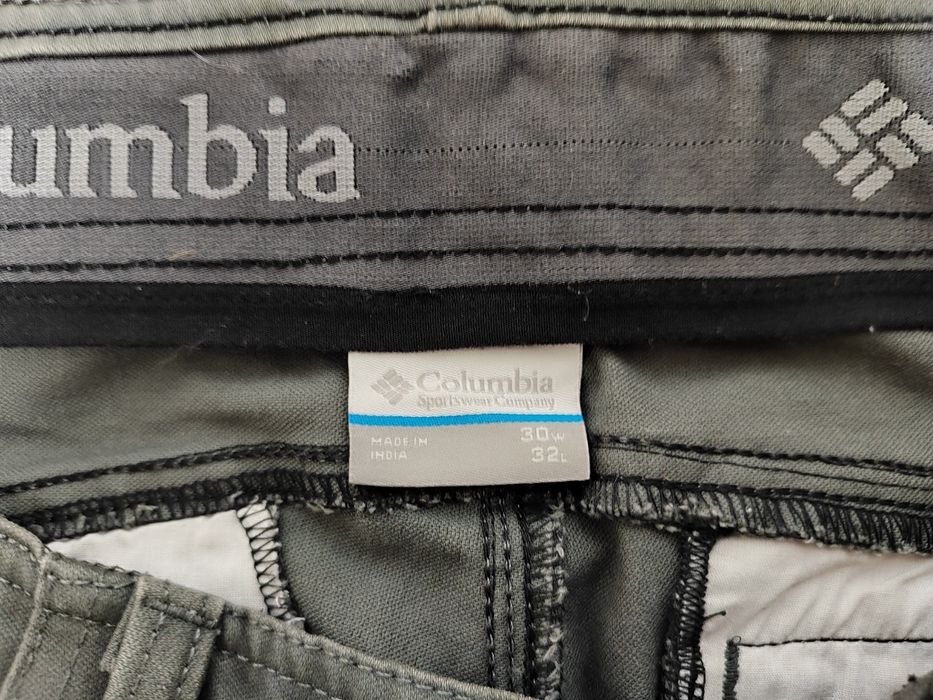 umbia
Columbia
Sportswear Company
MADE IN
INDIA
30W
32L